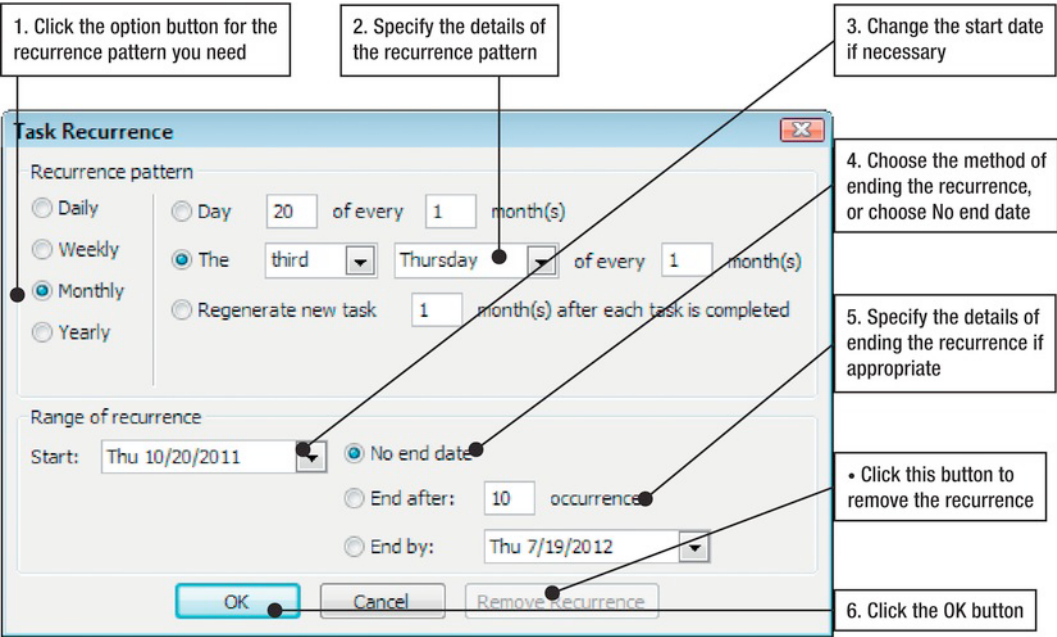 1. Click the option button for the
recurrence pattern you need
2. Specify the details of
the recurrence pattern
3. Change the start date
if necessary
Task Recurrence
Recurrence pattern
Daily
Day 20 of every 1 month(s)
4. Choose the method of
ending the recurrence,
or choose No end date
Weekly
The third Thursday of every 1 month(s)
Monthly
Regenerate new task 1 month(s) after each task is completed
Yearly
5. Specify the details of
ending the recurrence if
appropriate
Range of recurrence
Start: Thu 10/20/2011
No end date
End after: 10 occurrences
• Click this button to
remove the recurrence
End by: Thu 7/19/2012
OK Cancel Remove Recurrence
6. Click the OK button